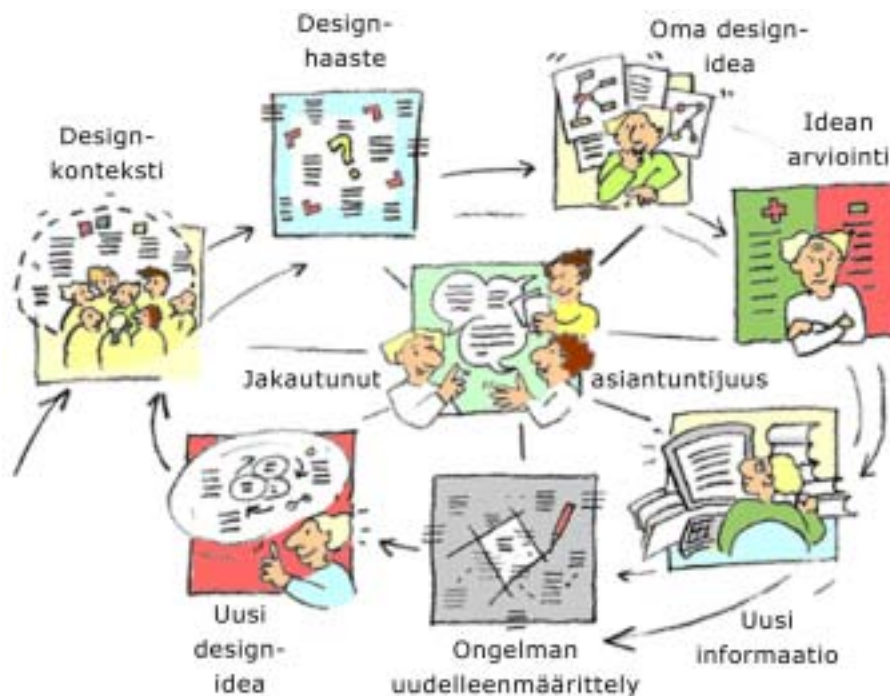 Design-
haaste
Oma design-
idea
Design-
konteksti
Idean
arviointi
Jakautunut asiantuntijuus
Uusi
design-
idea
Ongelman
uudelleenmäärittely
Uusi
informaatio